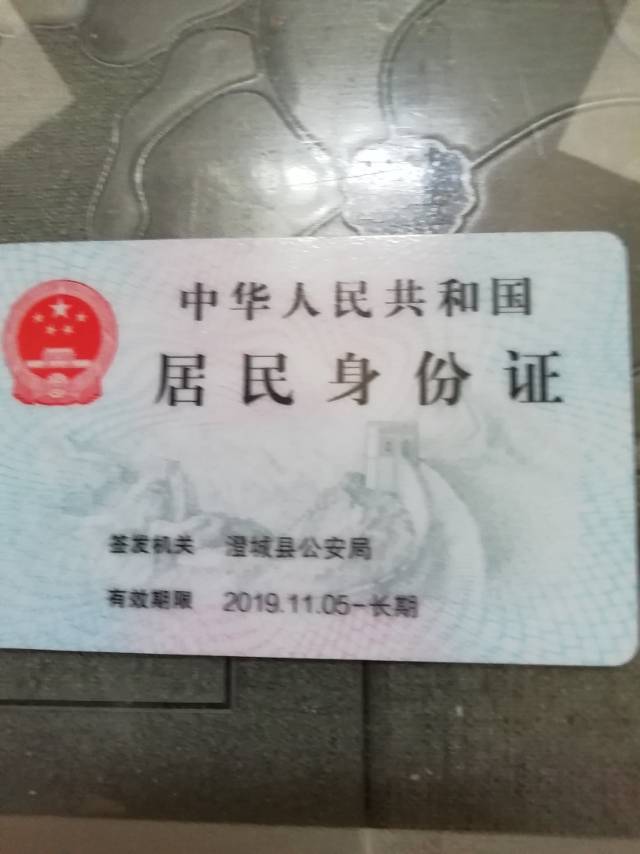 中华人民共和国
居民身份证
签发机关 澄城县公安局
有效期限 2019.11.05-长期